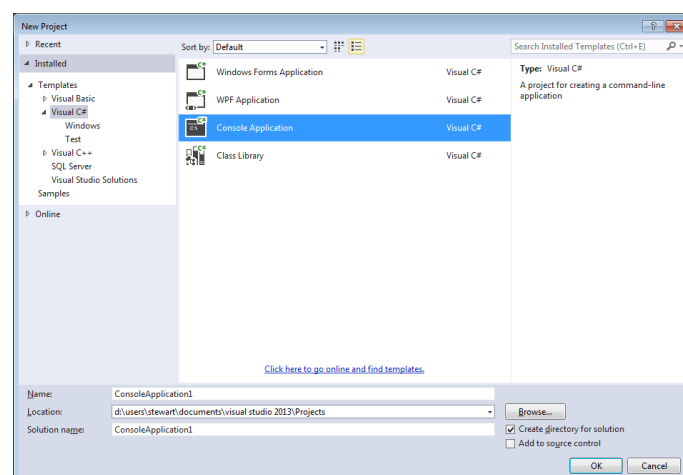 New Project
Recent
Installed
Templates
Visual Basic
Visual C#
Windows
Test
Visual C++
SQL Server
Visual Studio Solutions
Samples
Online
Sort by: Default
Search Installed Templates (Ctrl+E)
Windows Forms Application Visual C#
WPF Application Visual C#
Console Application Visual C#
Class Library Visual C#
Click here to go online and find templates.
Type: Visual C#
A project for creating a command-line
application
Name: ConsoleApplication1
Location: d:\users\stewart\documents\visual studio 2013\Projects
Browse...
Solution name: ConsoleApplication1
Create directory for solution
Add to source control
OK Cancel